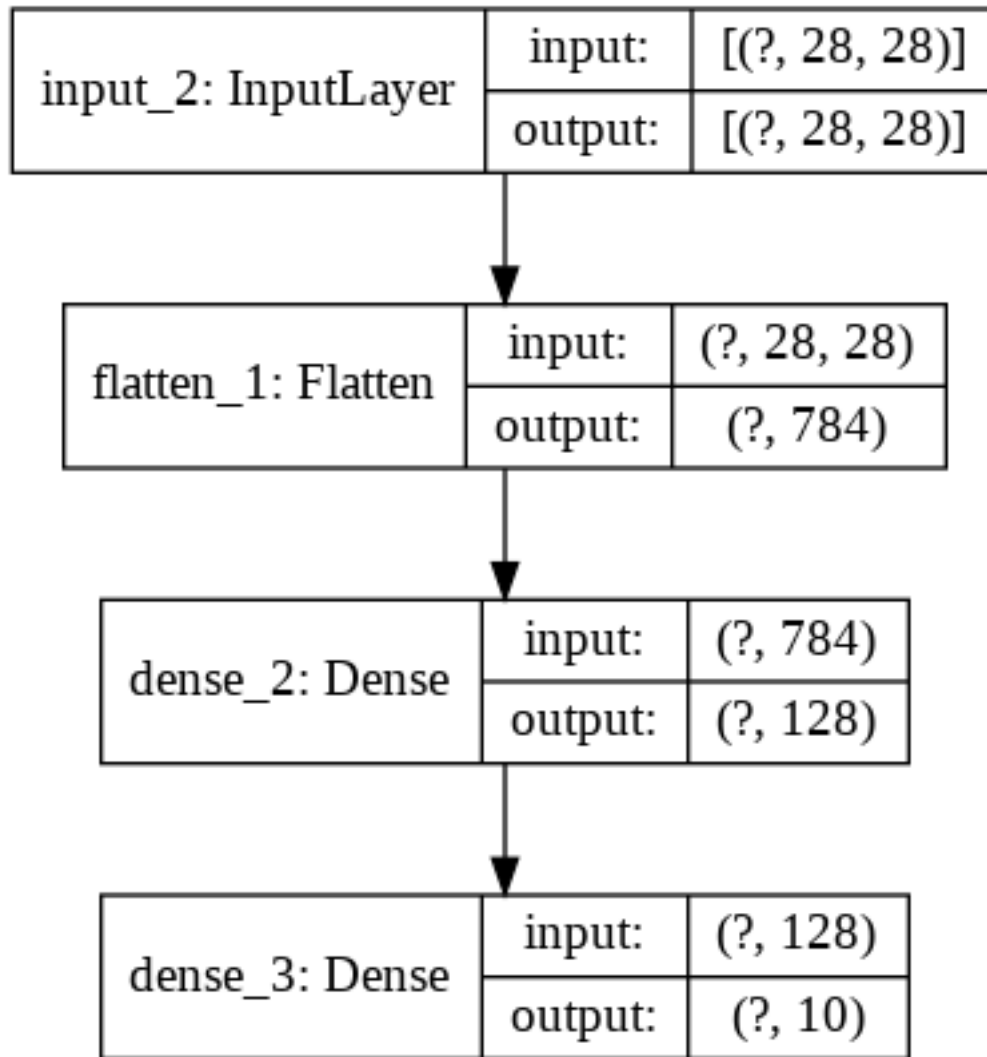 input_2: InputLayer
input: [(?, 28, 28)]
output: [(?, 28, 28)]
flatten_1: Flatten
input: (?, 28, 28)
output: (?, 784)
dense_2: Dense
input: (?, 784)
output: (?, 128)
dense_3: Dense
input: (?, 128)
output: (?, 10)